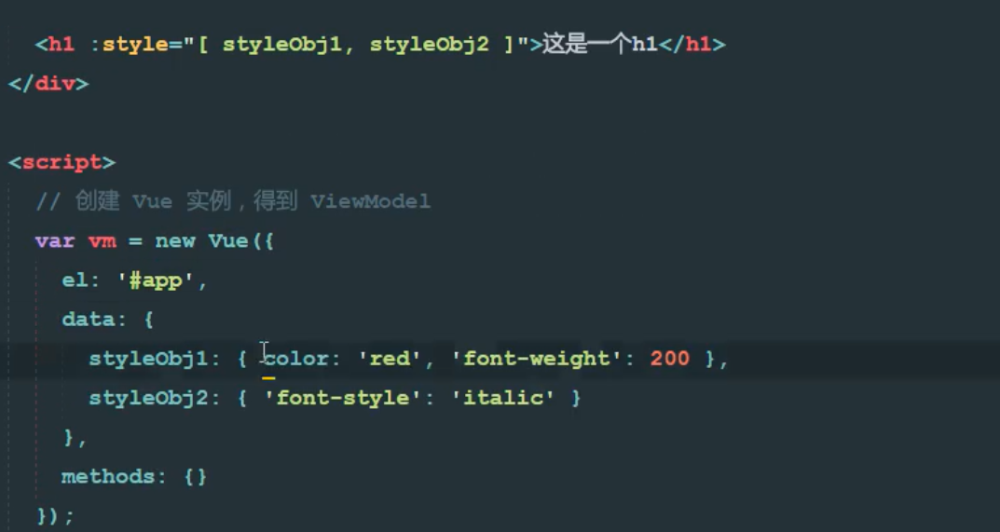 <h1 :style="[ styleObj1, styleObj2 ]">这是一个h1</h1>
</div>
<script>
// 创建 Vue 实例，得到 ViewModel
var vm = new Vue({
el: '#app',
data: {
styleObj1: { color: 'red', 'font-weight': 200 },
styleObj2: { 'font-style': 'italic' }
},
methods: {}
});